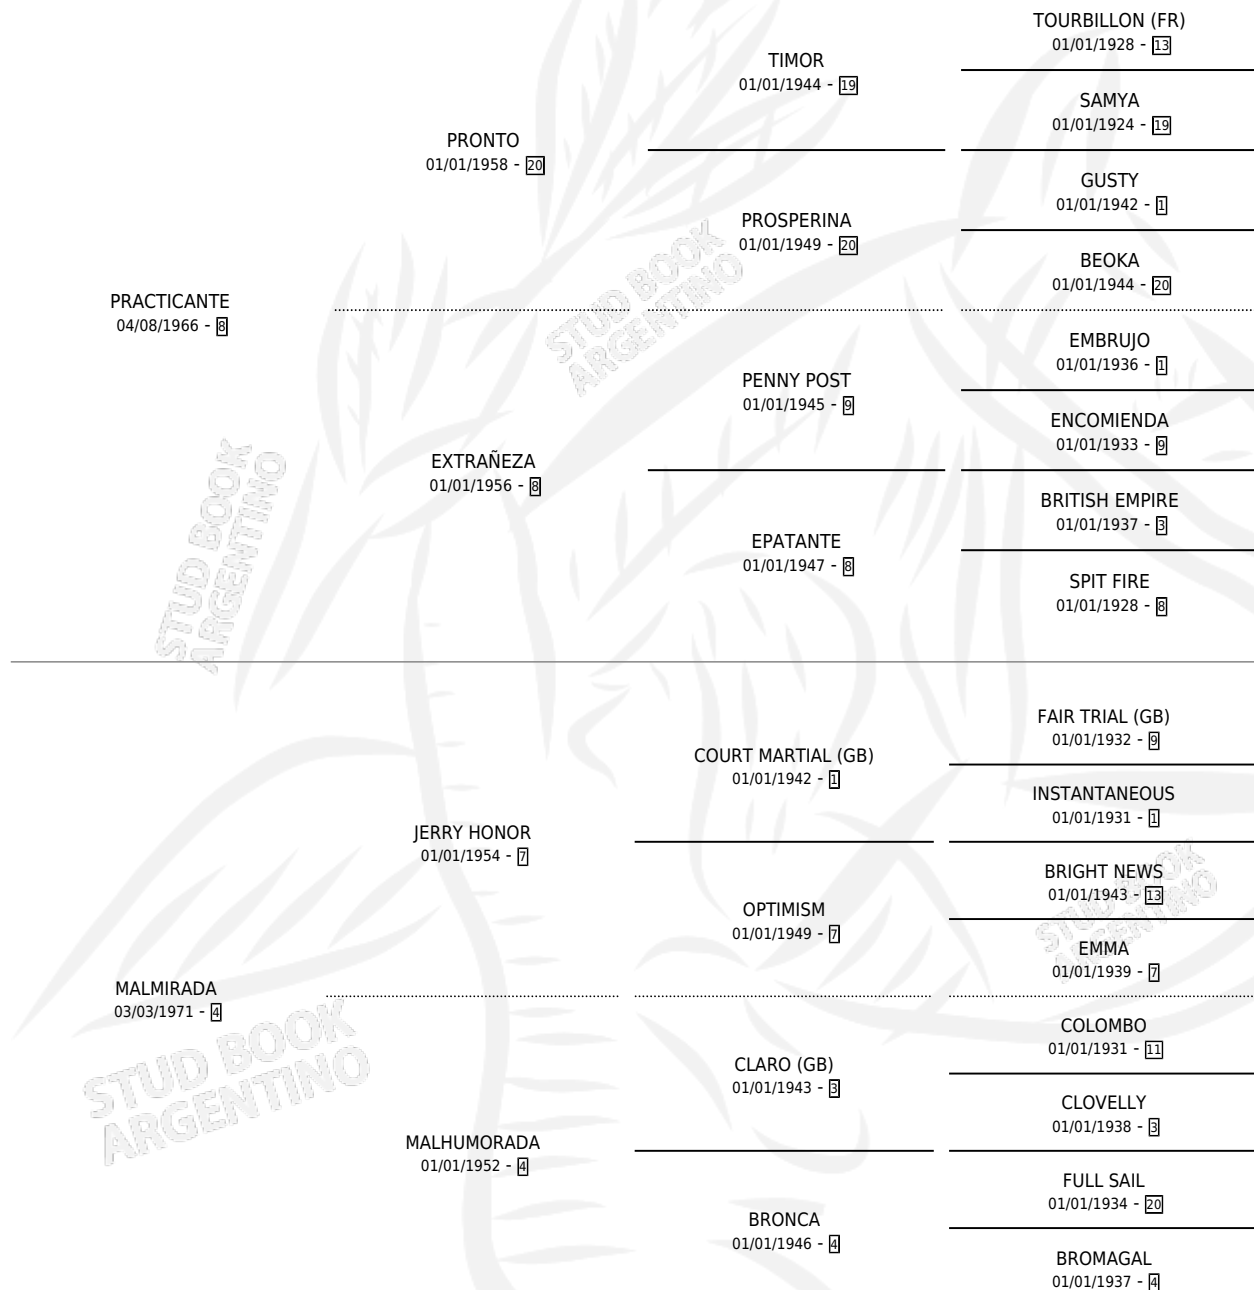 TOURBILLON (FR)
01/01/1928 - 13
TIMOR
01/01/1944 - 19
SAMYA
01/01/1924 - 19
PRONTO
01/01/1958 - 20
GUSTY
01/01/1942 - 1
PROSPERINA
01/01/1949 - 20
BEOKA
01/01/1944 - 20
PRACTICANTE
04/08/1966 - 8
EMBRUJO
01/01/1936 - 1
PENNY POST
01/01/1945 - 9
ENCOMIENDA
01/01/1933 - 9
EXTRAÑEZA
01/01/1956 - 8
BRITISH EMPIRE
01/01/1937 - 3
EPATANTE
01/01/1947 - 8
SPIT FIRE
01/01/1928 - 8
FAIR TRIAL (GB)
01/01/1932 - 9
COURT MARTIAL (GB)
01/01/1942 - 1
INSTANTANEOUS
01/01/1931 - 1
JERRY HONOR
01/01/1954 - 7
BRIGHT NEWS
01/01/1943 - 13
OPTIMISM
01/01/1949 - 7
EMMA
01/01/1939 - 7
MALMIRADA
03/03/1971 - 4
COLOMBO
01/01/1931 - 11
CLARO (GB)
01/01/1943 - 3
CLOVELLY
01/01/1938 - 3
MALHUMORADA
01/01/1952 - 4
FULL SAIL
01/01/1934 - 20
BRONCA
01/01/1946 - 4
BROMAGAL
01/01/1937 - 4
STUD BOOK
ARGENTINO
STUD BOOK
ARGENTINO
STUD BOOK
ARGENTINO
STUD BOOK
ARGENTINO